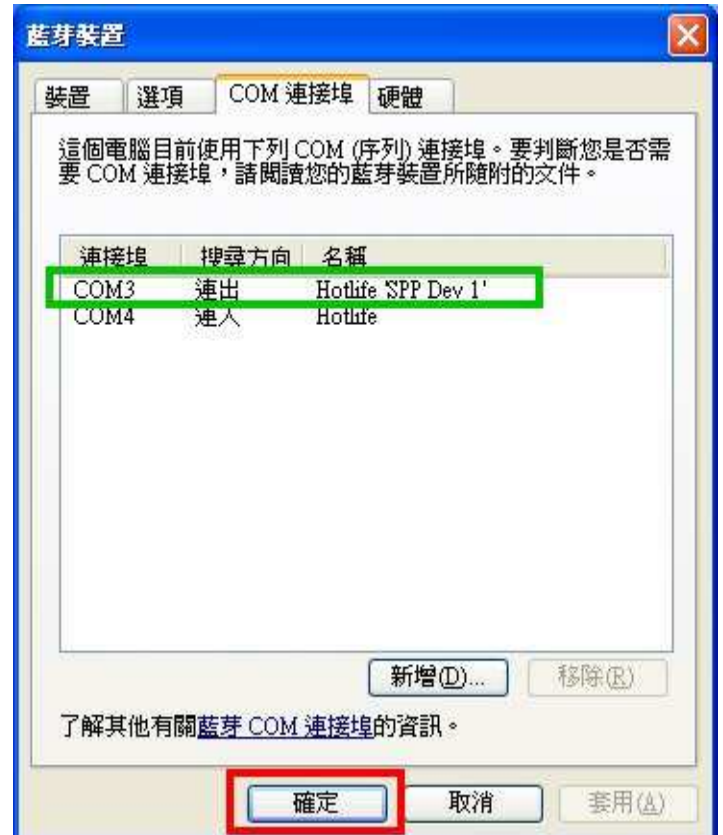 藍芽裝置
裝置 選項 COM 連接埠 硬體
這個電腦目前使用下列 COM (序列) 連接埠。要判斷您是否需
要 COM 連接埠，請閱讀您的藍芽裝置所隨附的文件。
連接埠 搜尋方向 名稱
COM3 連出 Hotlife 'SPP Dev 1'
COM4 連入 Hotlife
新增(D)... 移除(R)
了解其他有關藍芽 COM 連接埠的資訊。
確定 取消 套用(A)